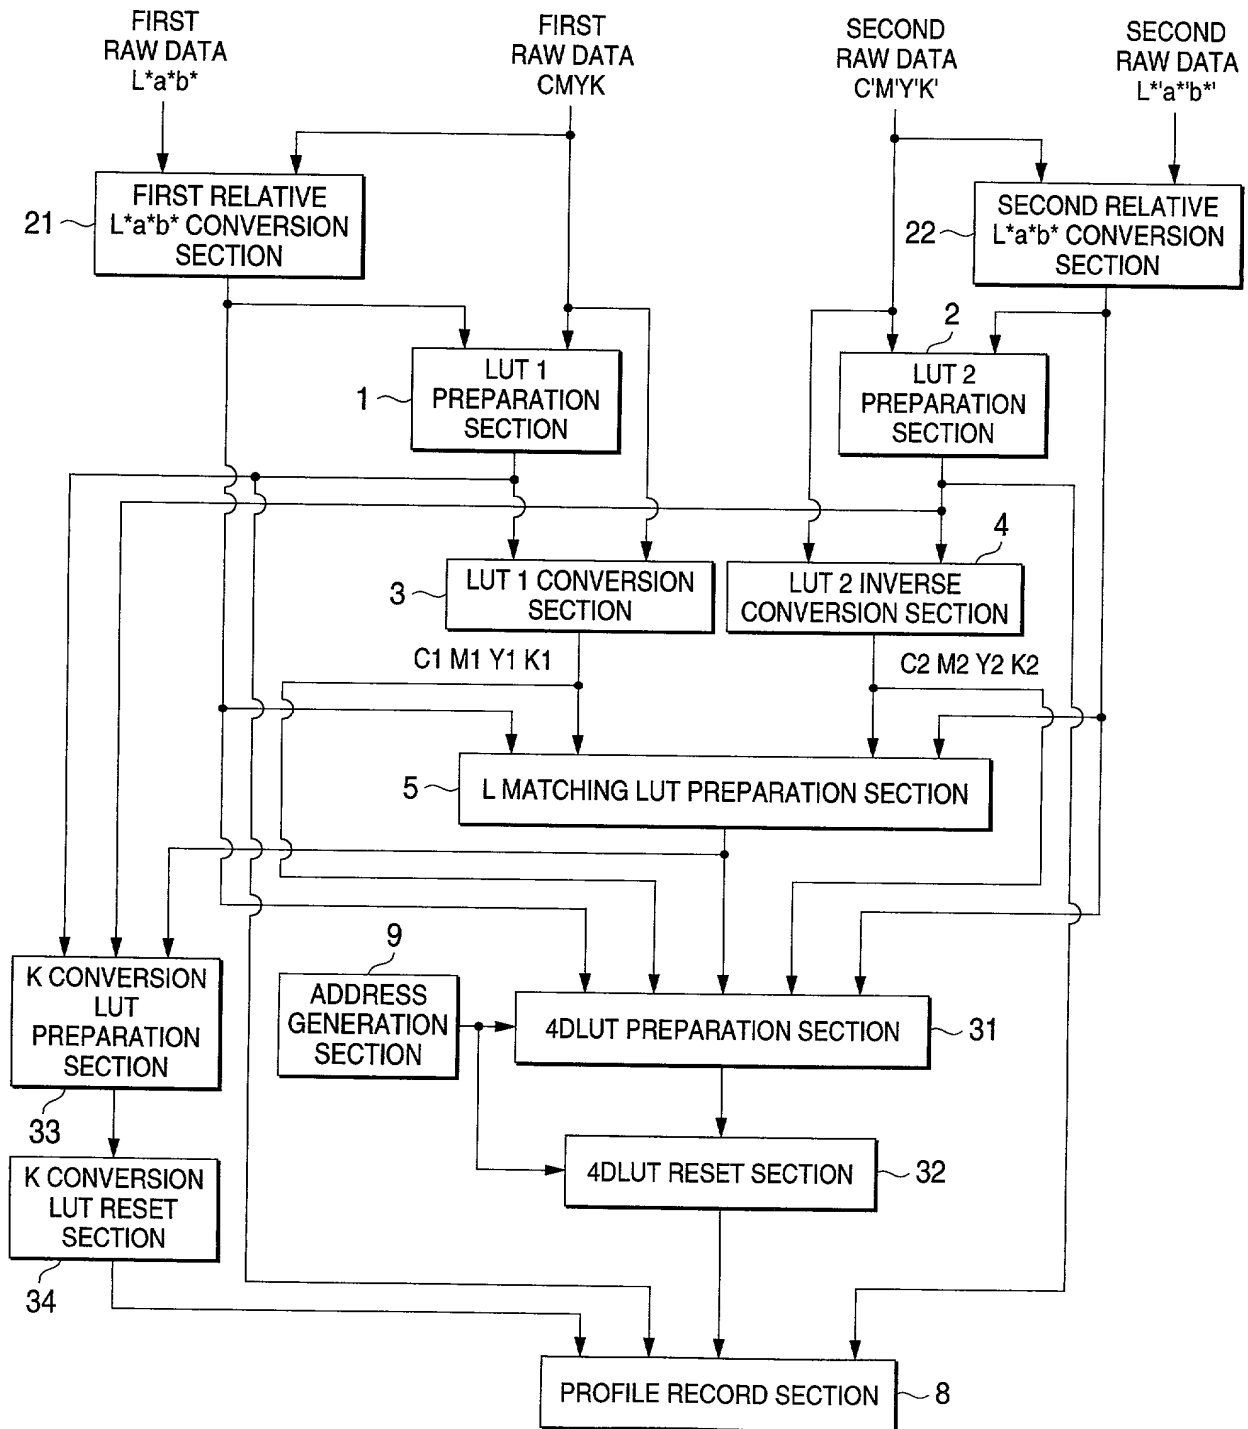 FIRST
RAW DATA
L*a*b*
FIRST
RAW DATA
CMYK
SECOND
RAW DATA
C'M'Y'K'
SECOND
RAW DATA
L*'a*'b*'
21
FIRST RELATIVE
L*a*b* CONVERSION
SECTION
22
SECOND RELATIVE
L*a*b* CONVERSION
SECTION
1
LUT 1
PREPARATION
SECTION
2
LUT 2
PREPARATION
SECTION
3
LUT 1 CONVERSION
SECTION
4
LUT 2 INVERSE
CONVERSION SECTION
C1 M1 Y1 K1
C2 M2 Y2 K2
5
L MATCHING LUT PREPARATION SECTION
K CONVERSION
LUT
PREPARATION
SECTION
33
9
ADDRESS
GENERATION
SECTION
4DLUT PREPARATION SECTION
31
K CONVERSION
LUT RESET
SECTION
34
4DLUT RESET SECTION
32
PROFILE RECORD SECTION
8